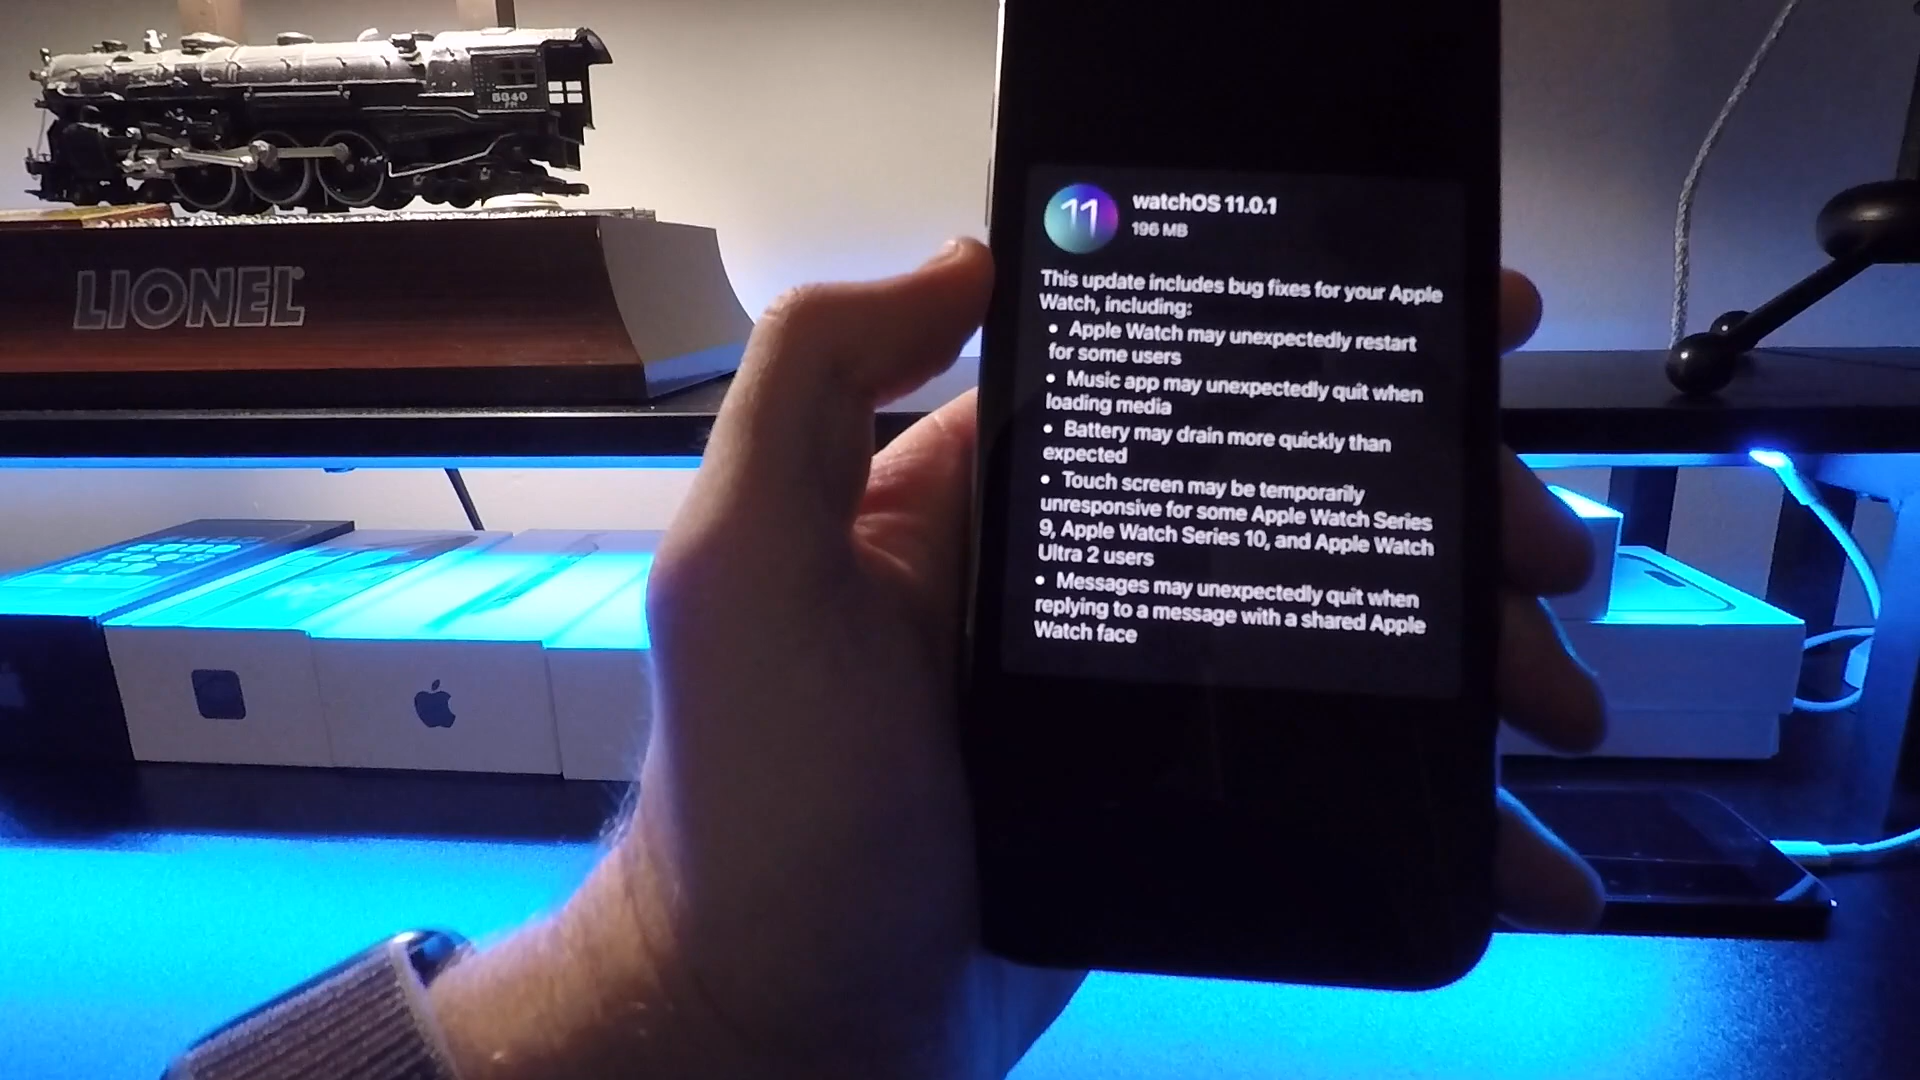 5340
LIONEL®
11
watchOS 11.0.1
196 MB
This update includes bug fixes for your Apple
Watch, including:
• Apple Watch may unexpectedly restart
for some users
• Music app may unexpectedly quit when
loading media
• Battery may drain more quickly than
expected
• Touch screen may be temporarily
unresponsive for some Apple Watch Series
9, Apple Watch Series 10, and Apple Watch
Ultra 2 users
• Messages may unexpectedly quit when
replying to a message with a shared Apple
Watch face